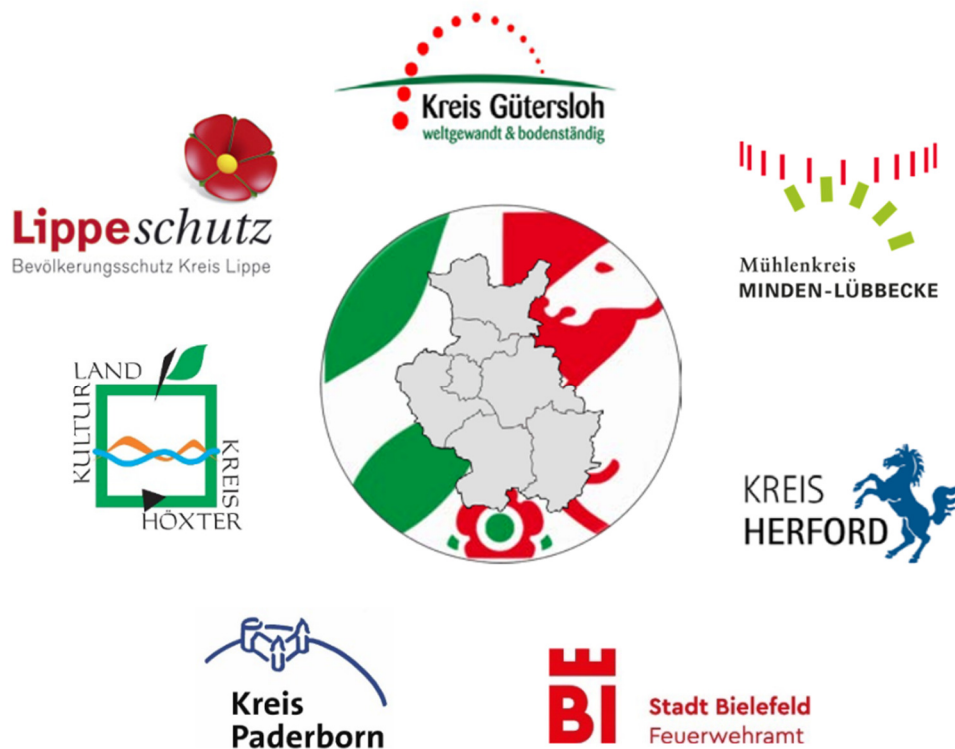 Kreis Gütersloh
weltgewandt & bodenständig
Lippeschutz
Bevölkerungsschutz Kreis Lippe
Mühlenkreis
MINDEN-LÜBBECKE
KULTUR
LAND
KREIS
HÖXTER
KREIS
HERFORD
Kreis
Paderborn
BI
Stadt Bielefeld
Feuerwehramt